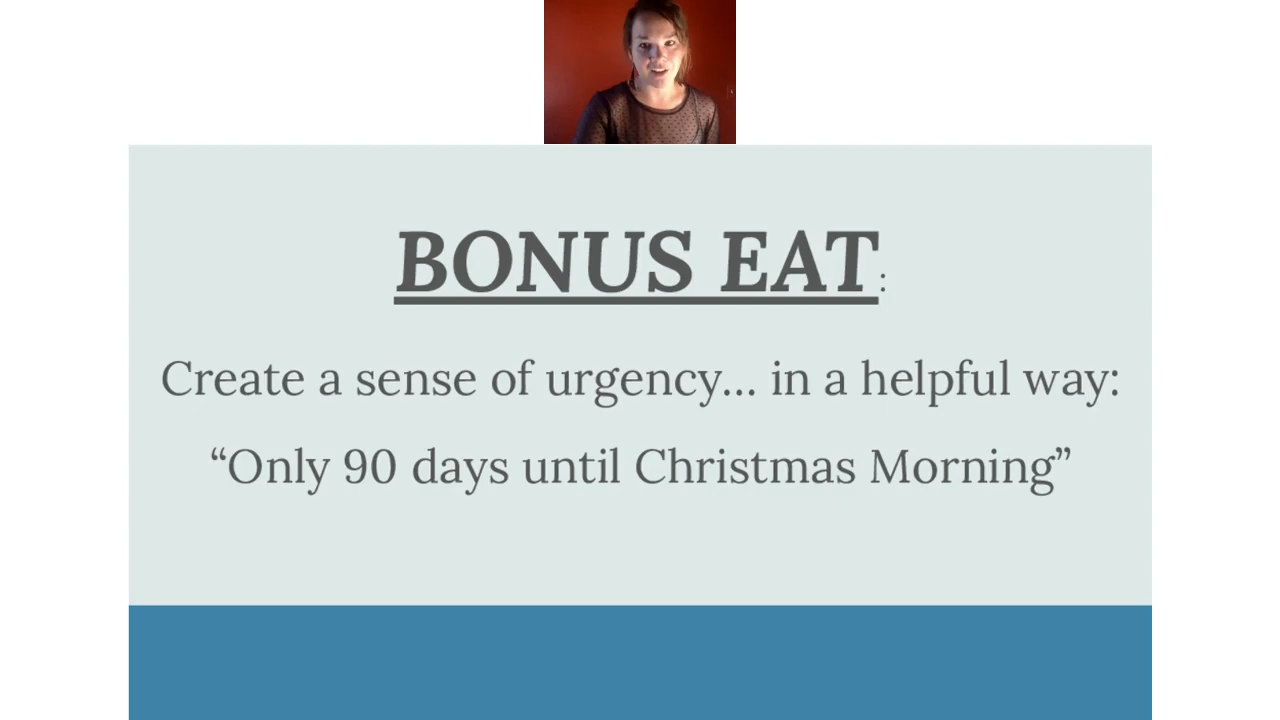 BONUS EAT:
Create a sense of urgency... in a helpful way:
“Only 90 days until Christmas Morning”